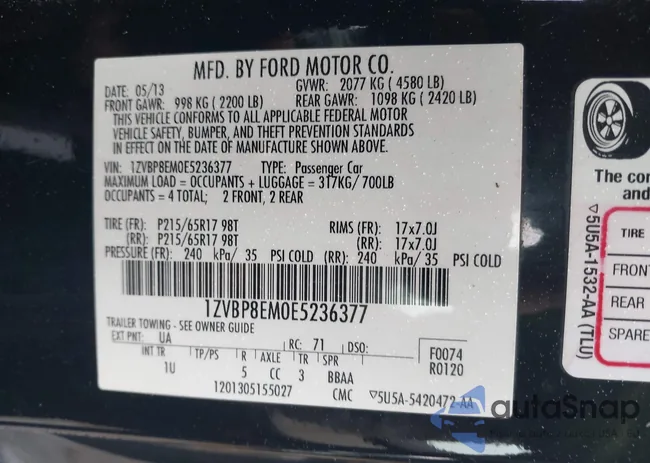 MFD. BY FORD MOTOR CO.
DATE: 05/13 GVWR: 2077 KG ( 4580 LB)
FRONT GAWR: 998 KG ( 2200 LB) REAR GAWR: 1098 KG ( 2420 LB)
THIS VEHICLE CONFORMS TO ALL APPLICABLE FEDERAL MOTOR
VEHICLE SAFETY, BUMPER, AND THEFT PREVENTION STANDARDS
IN EFFECT ON THE DATE OF MANUFACTURE SHOWN ABOVE.
VIN: 1ZVBP8EM0E5236377 TYPE: Passenger Car
MAXIMUM LOAD = OCCUPANTS + LUGGAGE = 317KG/700LB
OCCUPANTS = 4 TOTAL; 2 FRONT, 2 REAR
TIRE (FR): P215/65R17 98T RIMS (FR): 17x7.0J
(RR): P215/65R17 98T (RR): 17x7.0J
PRESSURE (FR): 240 kPa/ 35 PSI COLD (RR): 240 kPa/ 35 PSI COLD
1ZVBP8EM0E5236377
TRAILER TOWING - SEE OWNER GUIDE
EXT PNT: UA RC: 71 DSO:
INT TR TP/PS R AXLE TR SPR
1U 5 CC 3 BBAA
F0074
R0120
1201305155027 CMC ▽5U5A-5420472-AA
The con
and
TIRE
FRONT
REAR
SPARE
▽5U5A-1532-AA (TLU)
autoSnap